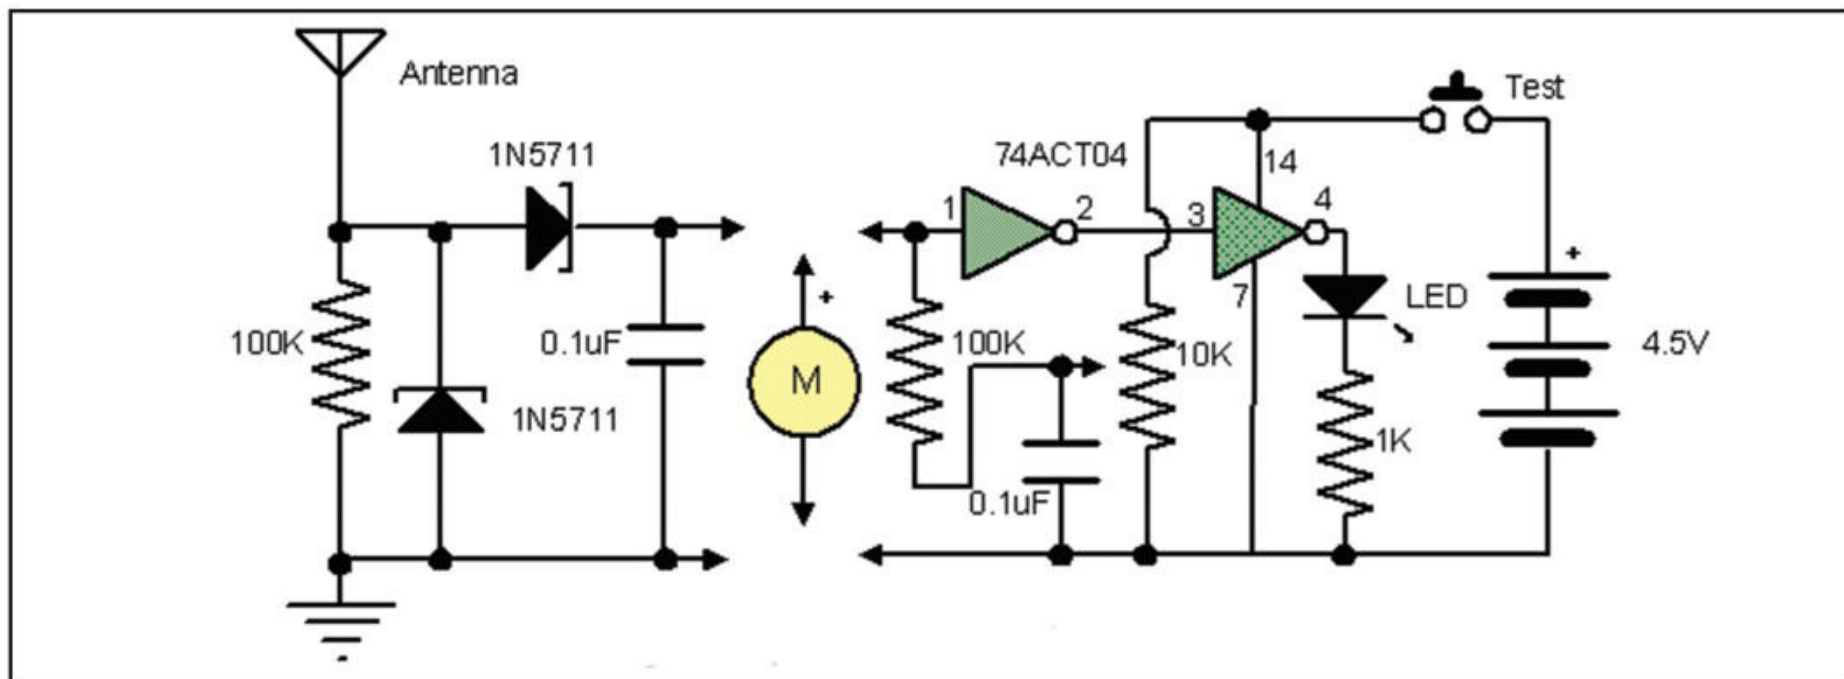 Antenna
Test
1N5711
74ACT04
14
1
2
3
4
+
+
7
LED
100K
0.1uF
M
100K
10K
4.5V
1N5711
1K
0.1uF